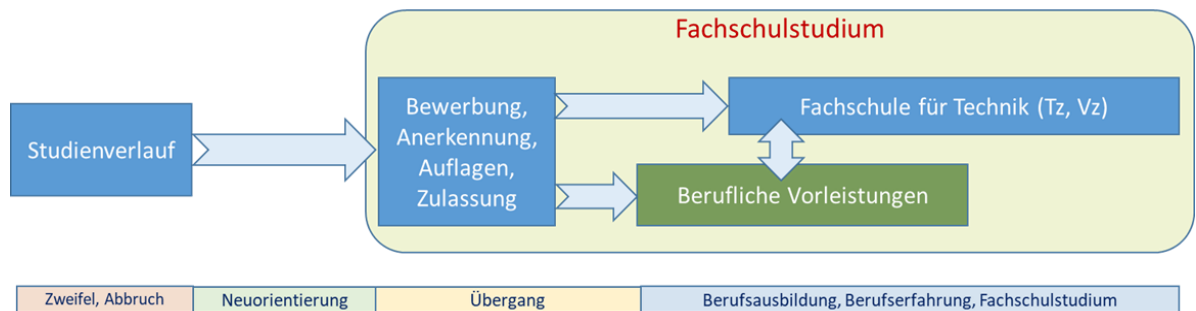 Fachschulstudium
Studienverlauf
Bewerbung,
Anerkennung,
Auflagen,
Zulassung
Fachschule für Technik (Tz, Vz)
Berufliche Vorleistungen
Zweifel, Abbruch
Neuorientierung
Übergang
Berufsausbildung, Berufserfahrung, Fachschulstudium